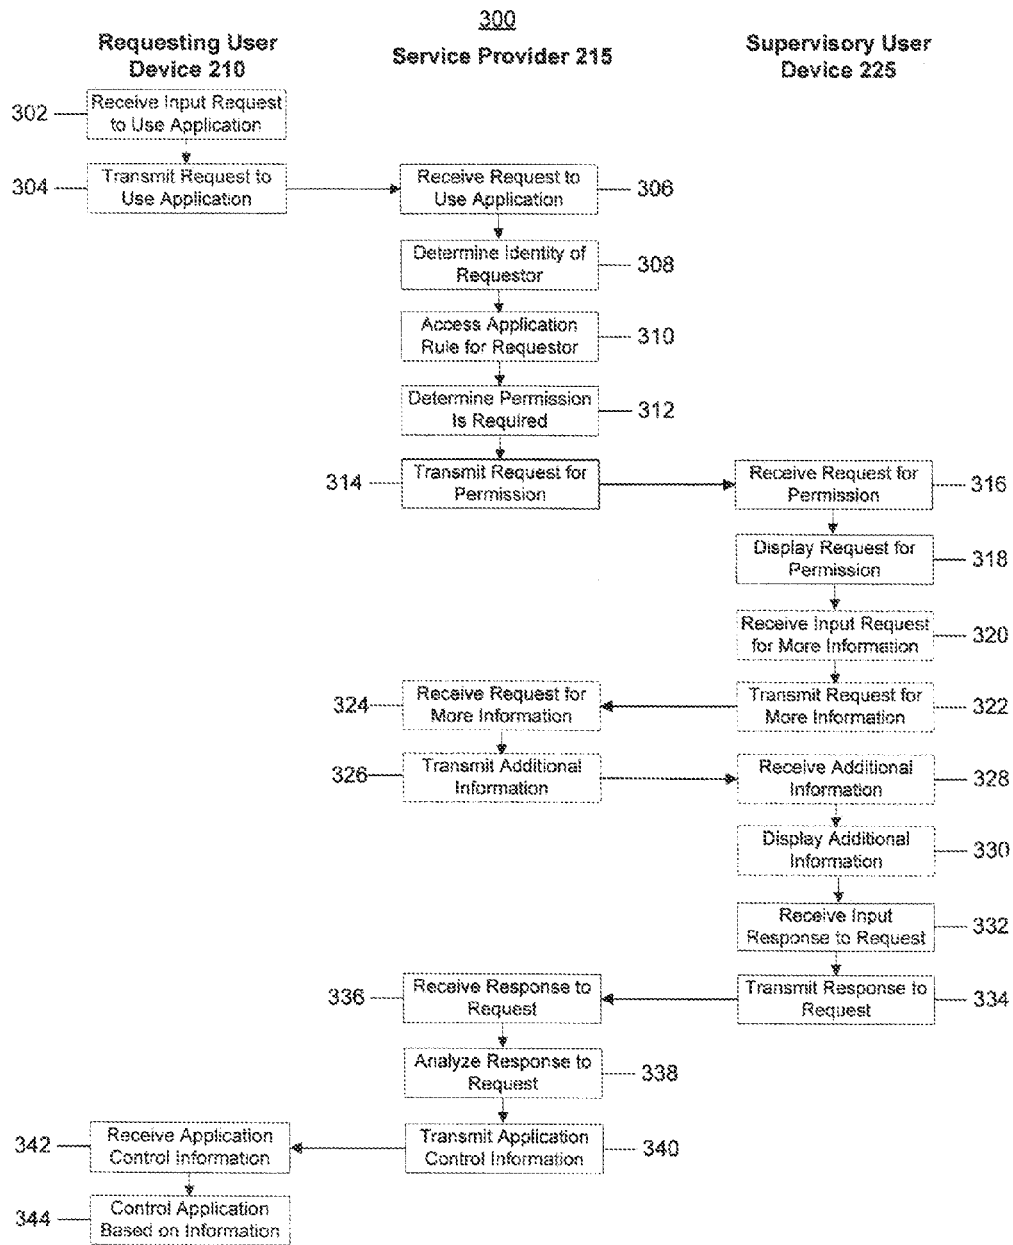 300
Requesting User
Device 210
Service Provider 215
Supervisory User
Device 225
302
Receive Input Request
to Use Application
304
Transmit Request to
Use Application
Receive Request to
Use Application
306
Determine Identity of
Requestor
308
Access Application
Rule for Requestor
310
Determine Permission
Is Required
312
314
Transmit Request for
Permission
Receive Request for
Permission
316
Display Request for
Permission
318
Receive Input Request
for More Information
320
324
Receive Request for
More Information
Transmit Request for
More Information
322
326
Transmit Additional
Information
Receive Additional
Information
328
Display Additional
Information
330
Receive Input
Response to Request
332
336
Receive Response to
Request
Transmit Response to
Request
334
Analyze Response to
Request
338
342
Receive Application
Control Information
Transmit Application
Control Information
340
344
Control Application
Based on Information